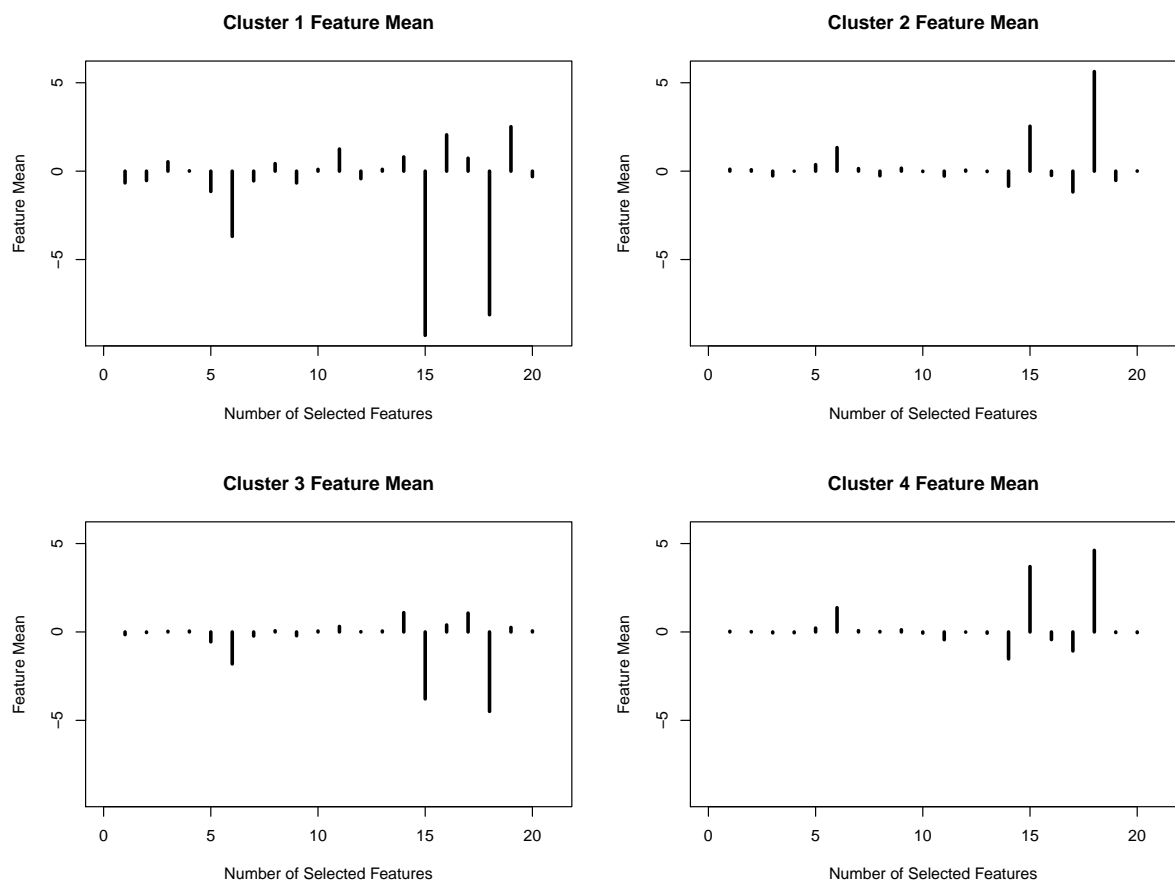 Cluster 1 Feature Mean
5
0
−5
Feature Mean
0 5 10 15 20
Number of Selected Features
Cluster 2 Feature Mean
5
0
−5
Feature Mean
0 5 10 15 20
Number of Selected Features
Cluster 3 Feature Mean
5
0
−5
Feature Mean
0 5 10 15 20
Number of Selected Features
Cluster 4 Feature Mean
5
0
−5
Feature Mean
0 5 10 15 20
Number of Selected Features